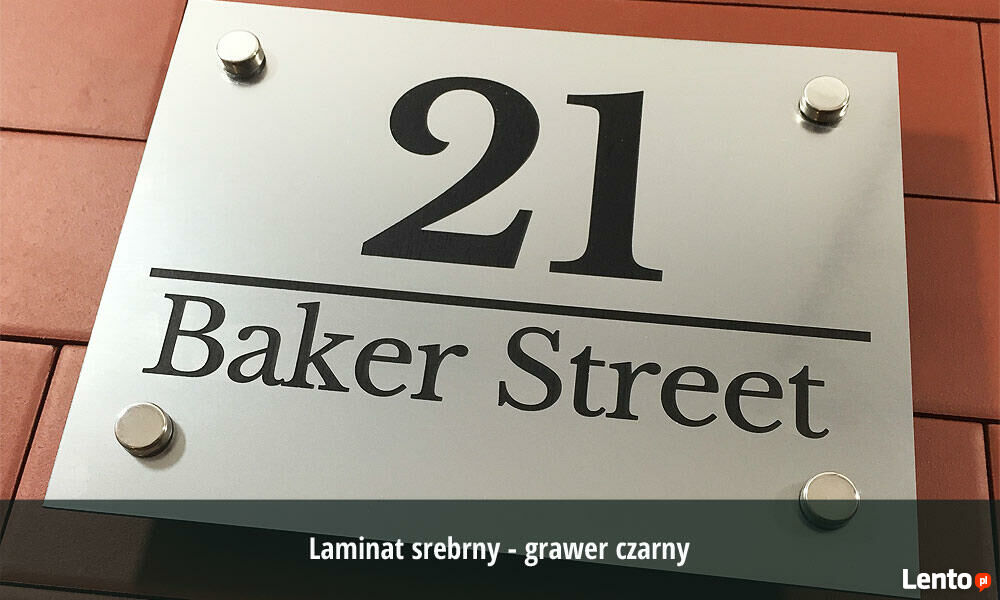 21
Baker Street
Laminat srebrny - grawer czarny
Lento pl